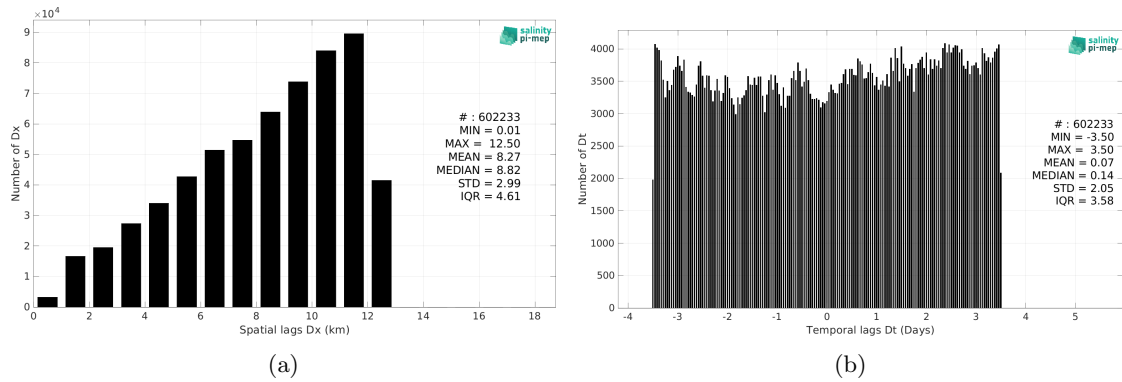 ×10⁴
9
8
7
6
5
4
3
2
1
0
Number of Dx
0 2 4 6 8 10 12 14 16 18
Spatial lags Dx (km)
salinity
pi-mep
# : 602233
MIN = 0.01
MAX = 12.50
MEAN = 8.27
MEDIAN = 8.82
STD = 2.99
IQR = 4.61
(a)
4000
3500
3000
2500
2000
1500
1000
500
0
Number of Dt
-4 -3 -2 -1 0 1 2 3 4 5
Temporal lags Dt (Days)
salinity
pi-mep
# : 602233
MIN = -3.50
MAX = 3.50
MEAN = 0.07
MEDIAN = 0.14
STD = 2.05
IQR = 3.58
(b)